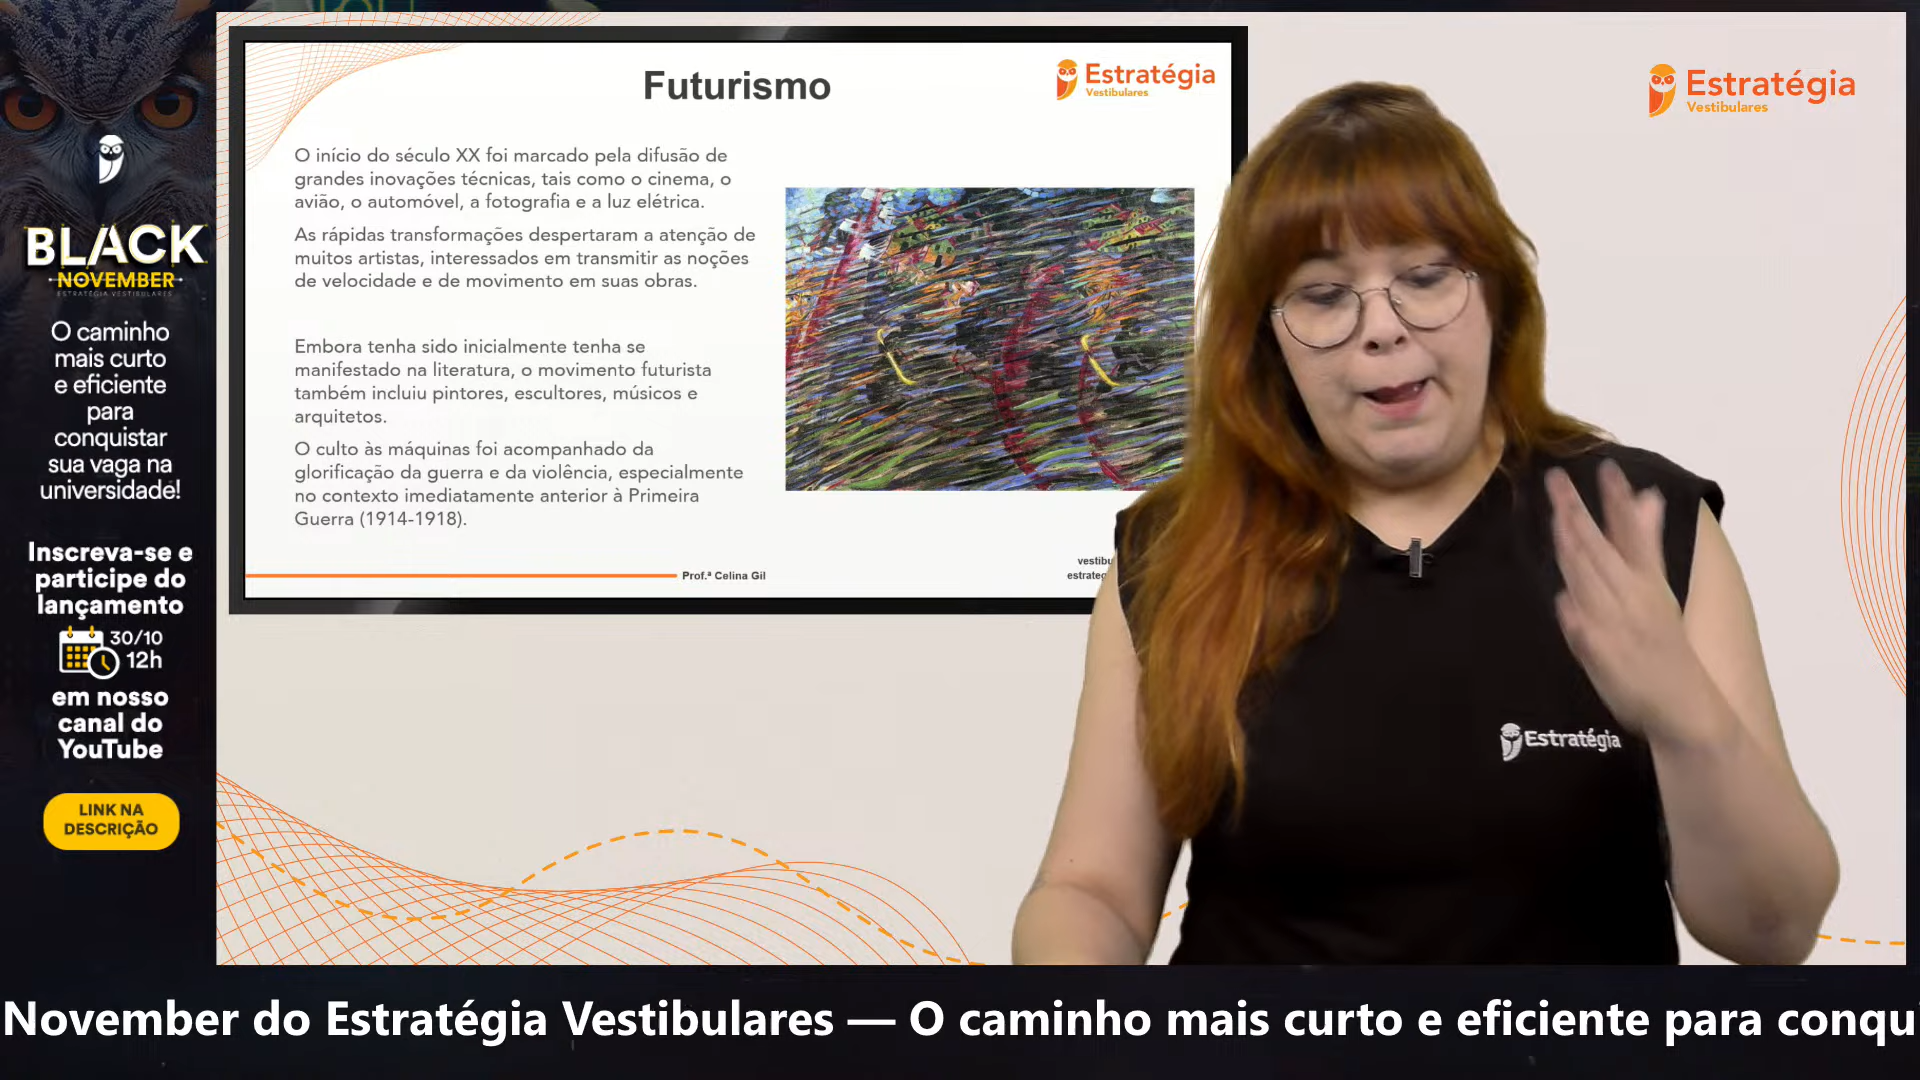 BLACK
NOVEMBER
ESTRATÉGIA VESTIBULARES
O caminho
mais curto
e eficiente
para
conquistar
sua vaga na
universidade!
Inscreva-se e
participe do
lançamento
30/10
12h
em nosso
canal do
YouTube
LINK NA
DESCRIÇÃO
Futurismo
Estratégia
Vestibulares
O início do século XX foi marcado pela difusão de
grandes inovações técnicas, tais como o cinema, o
avião, o automóvel, a fotografia e a luz elétrica.
As rápidas transformações despertaram a atenção de
muitos artistas, interessados em transmitir as noções
de velocidade e de movimento em suas obras.
Embora tenha sido inicialmente tenha se
manifestado na literatura, o movimento futurista
também incluiu pintores, escultores, músicos e
arquitetos.
O culto às máquinas foi acompanhado da
glorificação da guerra e da violência, especialmente
no contexto imediatamente anterior à Primeira
Guerra (1914-1918).
Prof.ª Celina Gil
vestibu
estrateg
Estratégia
Vestibulares
Estratégia
November do Estratégia Vestibulares — O caminho mais curto e eficiente para conqu